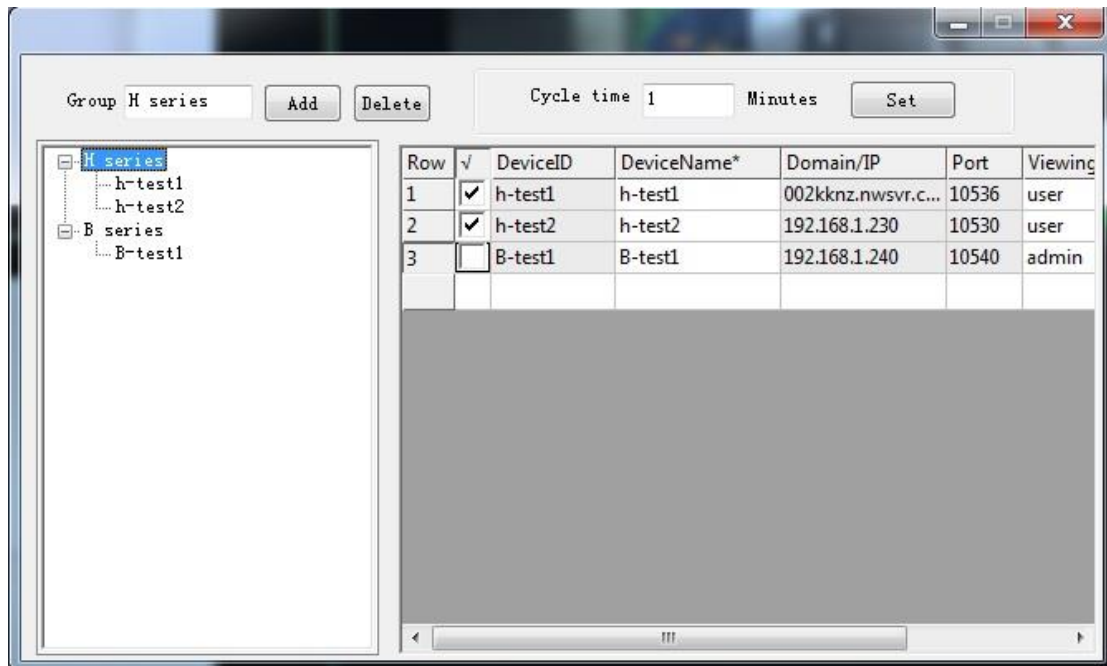 Group H series Add Delete Cycle time 1 Minutes Set
H series
h-test1
h-test2
B series
B-test1
Row √ DeviceID DeviceName* Domain/IP Port Viewing
1 h-test1 h-test1 002kknz.nwsvr.c... 10536 user
2 h-test2 h-test2 192.168.1.230 10530 user
3 B-test1 B-test1 192.168.1.240 10540 admin